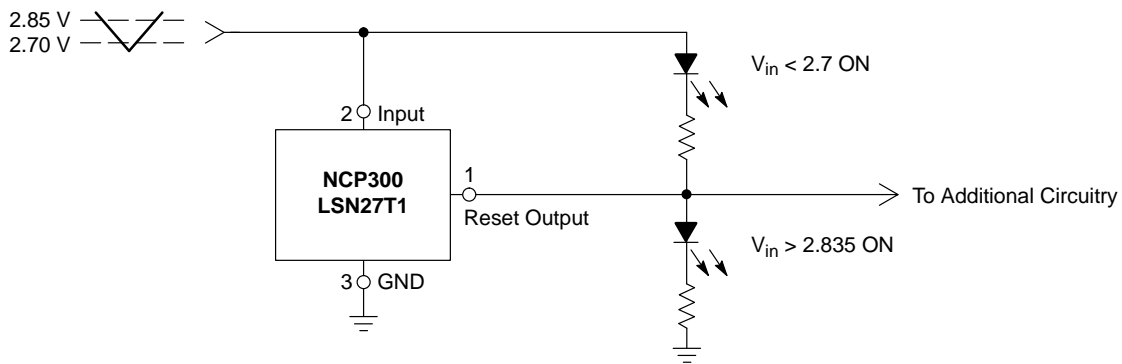 2.85 V
2.70 V
V_in < 2.7 ON
2 Input
NCP300
LSN27T1
1
Reset Output
To Additional Circuitry
V_in > 2.835 ON
3 GND